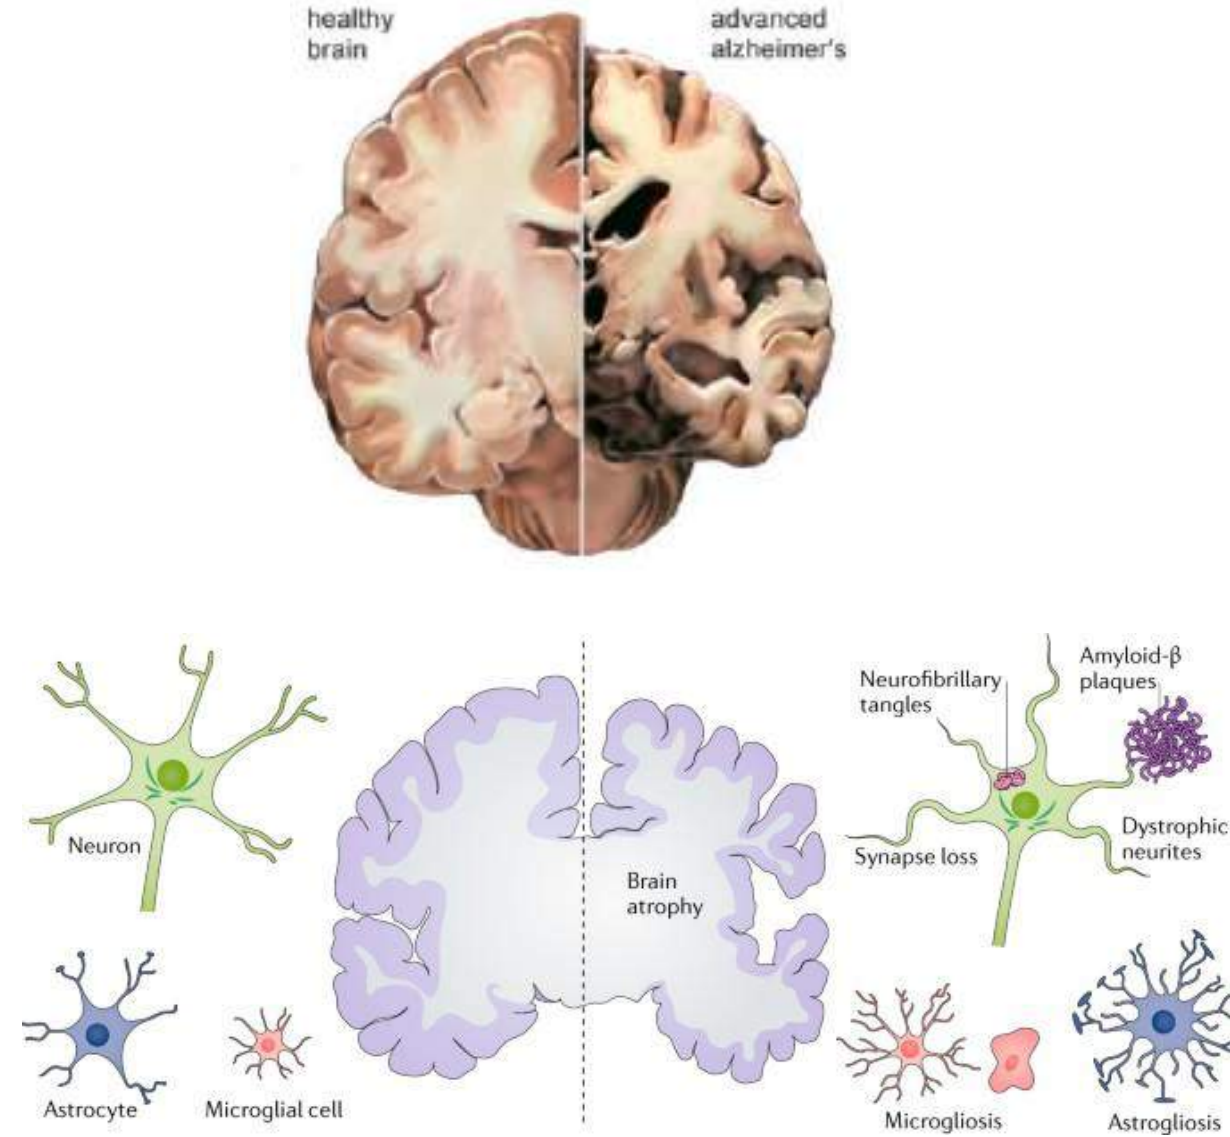 healthy
brain
advanced
alzheimer's
Neurofibrillary
tangles
Amyloid-β
plaques
Neuron
Brain
atrophy
Synapse loss
Dystrophic
neurites
Astrocyte
Microglial cell
Microgliosis
Astrogliosis